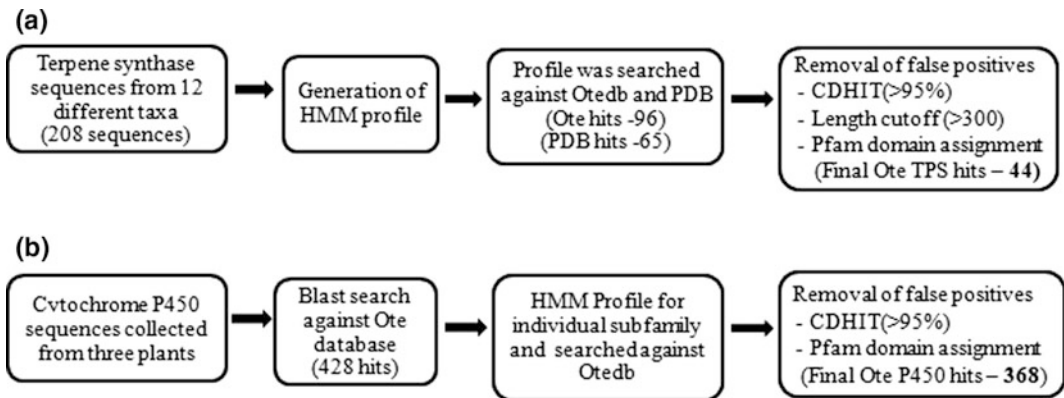 (a)
Terpene synthase
sequences from 12
different taxa
(208 sequences)
Generation of
HMM profile
Profile was searched
against Otedb and PDB
(Ote hits -96)
(PDB hits -65)
Removal of false positives
- CDHIT(>95%)
- Length cutoff (>300)
- Pfam domain assignment
(Final Ote TPS hits – 44)
(b)
Cytochrome P450
sequences collected
from three plants
Blast search
against Ote
database
(428 hits)
HMM Profile for
individual subfamily
and searched against
Otedb
Removal of false positives
- CDHIT(>95%)
- Pfam domain assignment
(Final Ote P450 hits – 368)